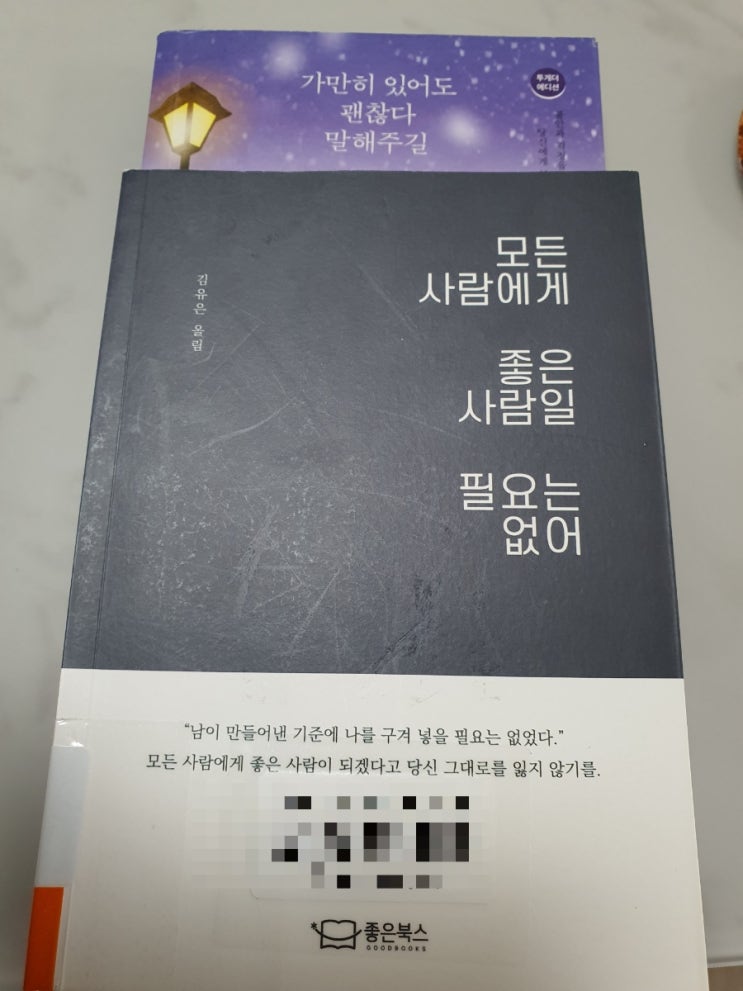 가만히 있어도
괜찮다
말해주길
투게더
에디션
모든
사람에게
좋은
사람일
필요는
없어
김유은 올림
“남이 만들어낸 기준에 나를 구겨 넣을 필요는 없었다.”
모든 사람에게 좋은 사람이 되겠다고 당신 그대로를 잃지 않기를.
좋은북스
GOODBOOKS